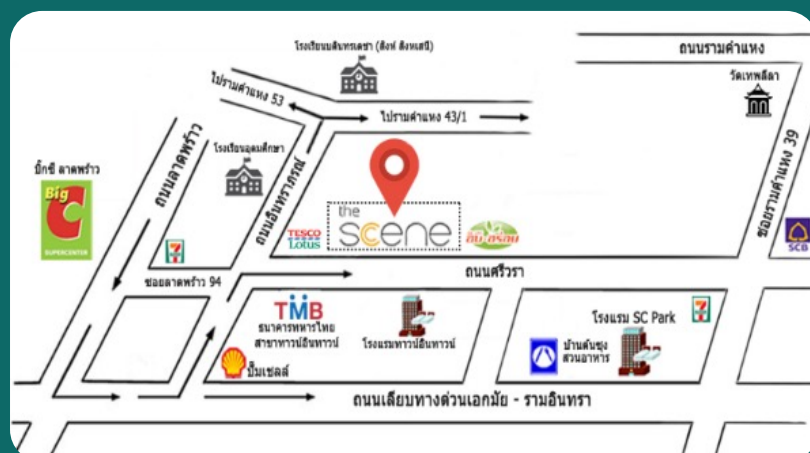 โรงเรียนบดินทรเดชา (สิงห์ สิงหเสนี)
ถนนรามคำแหง
วัดเทพลีลา
ไปรามคำแหง 53
ไปรามคำแหง 43/1
ถนนลาดพร้าว
โรงเรียนอุดมศึกษา
ถนนอินทราภรณ์
ซอยรามคำแหง 39
บิ๊กซี ลาดพร้าว
Big
C
SUPERCENTER
the
scene
TESCO
Lotus
SCB
ซอยลาดพร้าว 94
ถนนศรีวรา
TMB
ธนาคารทหารไทย
สาขาทาวน์อินทาวน์
โรงแรมทาวน์อินทาวน์
ปั๊มเชลล์
โรงแรม SC Park
สวนอาหาร
ถนนเลียบทางด่วนเอกมัย - รามอินทรา